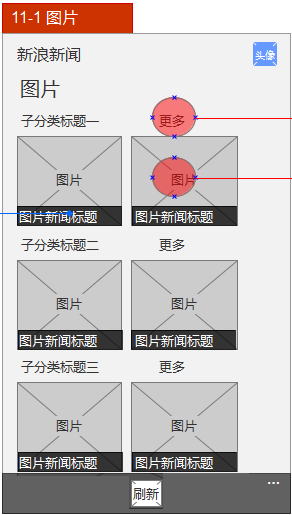 11-1 图片
新浪新闻
头像
图片
子分类标题一 更多
图片 图片
图片新闻标题 图片新闻标题
子分类标题二 更多
图片 图片
图片新闻标题 图片新闻标题
子分类标题三 更多
图片 图片
图片新闻标题 图片新闻标题
刷新 ...